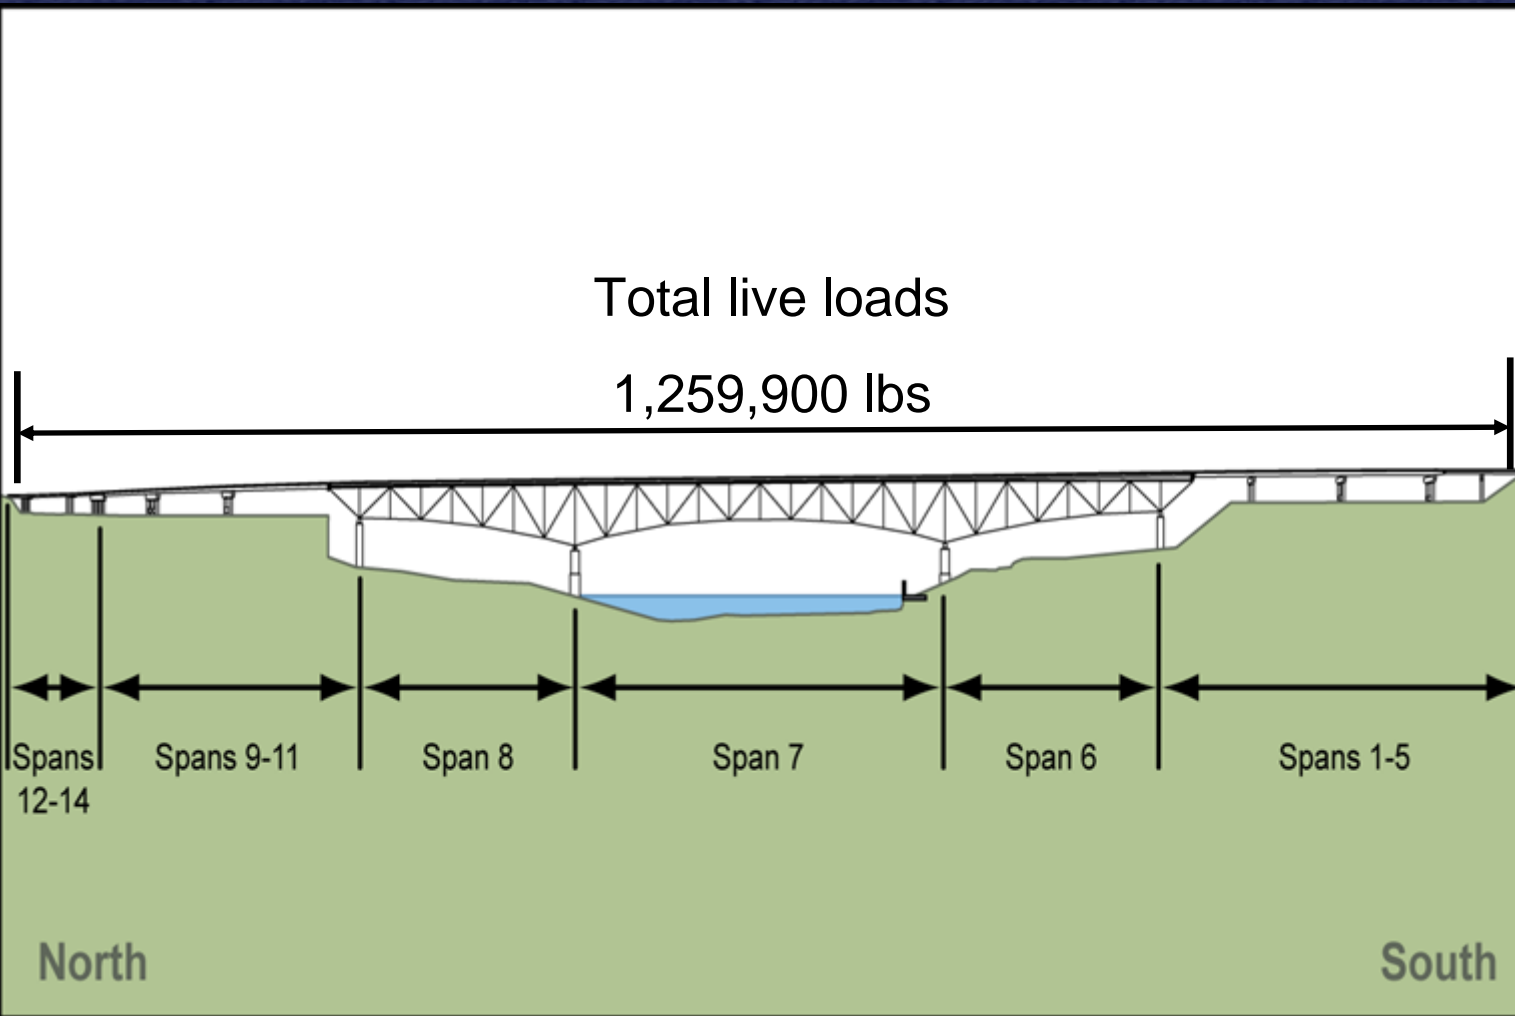 Total live loads
1,259,900 lbs
Spans
12-14
Spans 9-11
Span 8
Span 7
Span 6
Spans 1-5
North
South